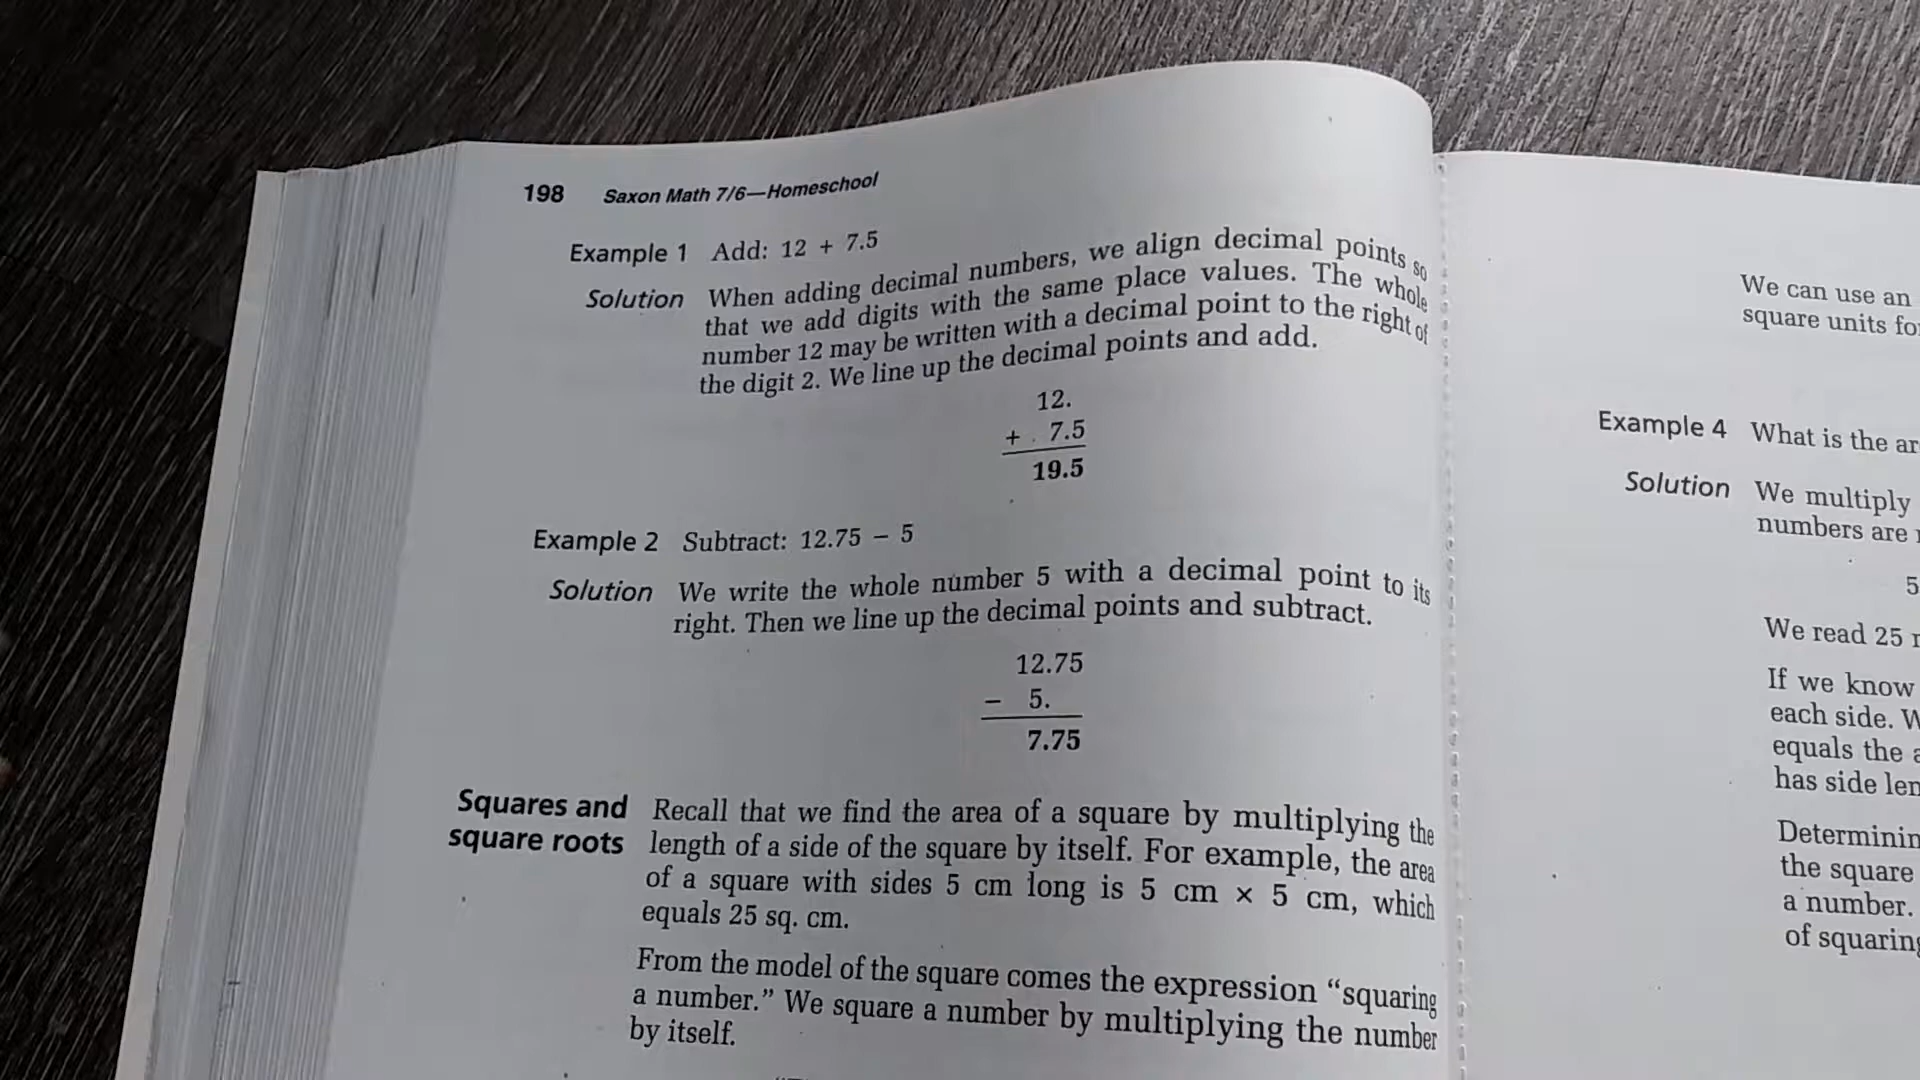 198 Saxon Math 7/6—Homeschool
Example 1 Add: 12 + 7.5
Solution When adding decimal numbers, we align decimal points so
that we add digits with the same place values. The whole
number 12 may be written with a decimal point to the right of
the digit 2. We line up the decimal points and add.
12.
+ 7.5
19.5
Example 2 Subtract: 12.75 − 5
Solution We write the whole number 5 with a decimal point to its
right. Then we line up the decimal points and subtract.
12.75
− 5.
7.75
Squares and square roots
Recall that we find the area of a square by multiplying the
length of a side of the square by itself. For example, the area
of a square with sides 5 cm long is 5 cm × 5 cm, which
equals 25 sq. cm.
From the model of the square comes the expression “squaring
a number.” We square a number by multiplying the number
by itself.
We can use an
square units
Example 4 What is the
Solution We multiply
numbers are
5
We read 25
If we know
each side.
equals the
has side
the square
a number.
of